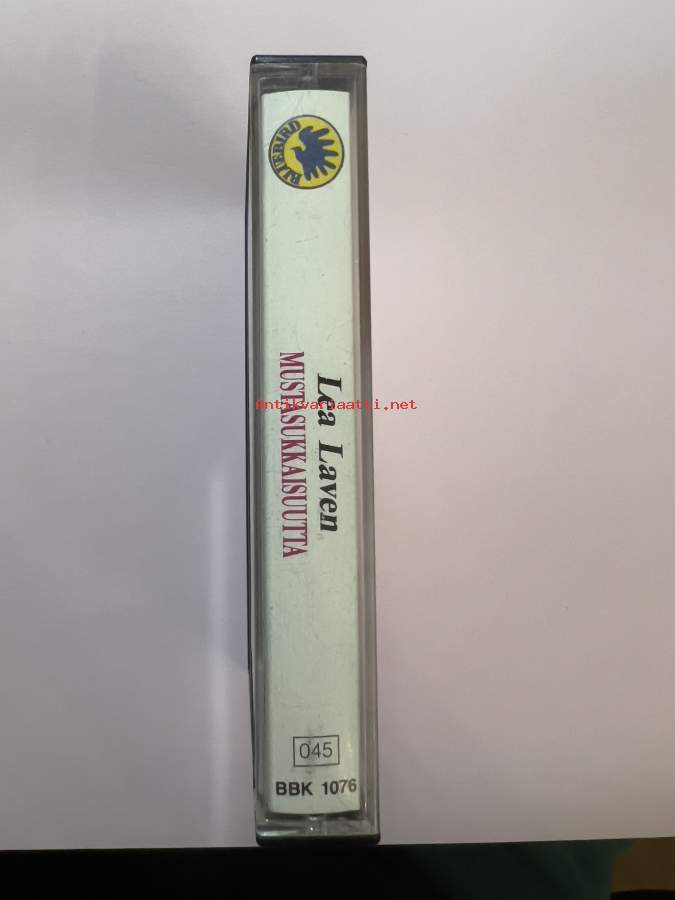 BLUEBIRD
Lea Laven
MUSTASUKKAISUUTTA
Antikvariaatti.net
045
BBK 1076